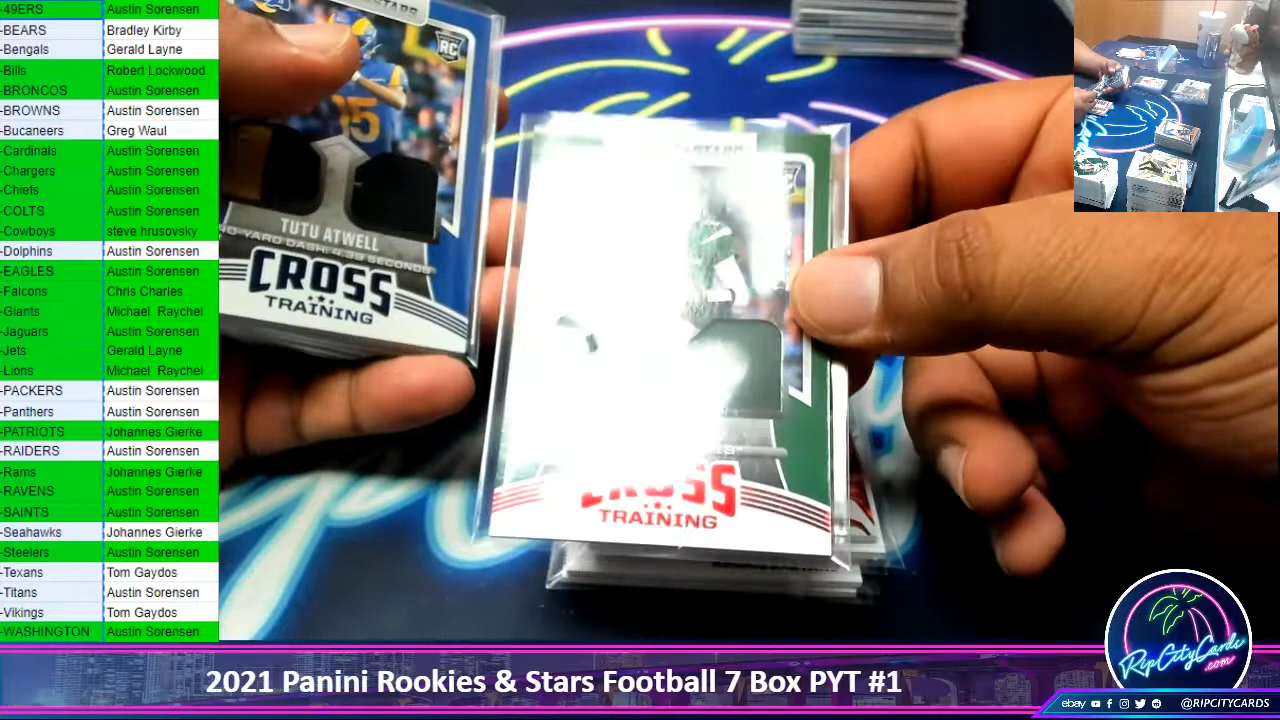 -49ERS Austin Sorensen
-BEARS Bradley Kirby
-Bengals Gerald Layne
-Bills Robert Lockwood
-BRONCOS Austin Sorensen
-BROWNS Austin Sorensen
-Bucaneers Greg Waul
-Cardinals Austin Sorensen
-Chargers Austin Sorensen
-Chiefs Austin Sorensen
-COLTS Austin Sorensen
-Cowboys steve hrusovsky
-Dolphins Austin Sorensen
-EAGLES Austin Sorensen
-Falcons Chris Charles
-Giants Michael Raychel
-Jaguars Austin Sorensen
-Jets Gerald Layne
-Lions Michael Raychel
-PACKERS Austin Sorensen
-Panthers Austin Sorensen
-PATRIOTS Johannes Gierke
-RAIDERS Austin Sorensen
-Rams Johannes Gierke
-RAVENS Austin Sorensen
-SAINTS Austin Sorensen
-Seahawks Johannes Gierke
-Steelers Austin Sorensen
-Texans Tom Gaydos
-Titans Austin Sorensen
-Vikings Tom Gaydos
-WASHINGTON Austin Sorensen
RC
TUTU ATWELL
YARD DASH: 4.39 SECONDS
CROSS
TRAINING
CROSS
TRAINING
RipCityCards
.com
2021 Panini Rookies & Stars Football 7 Box PYT #1
ebay @RIPCITYCARDS